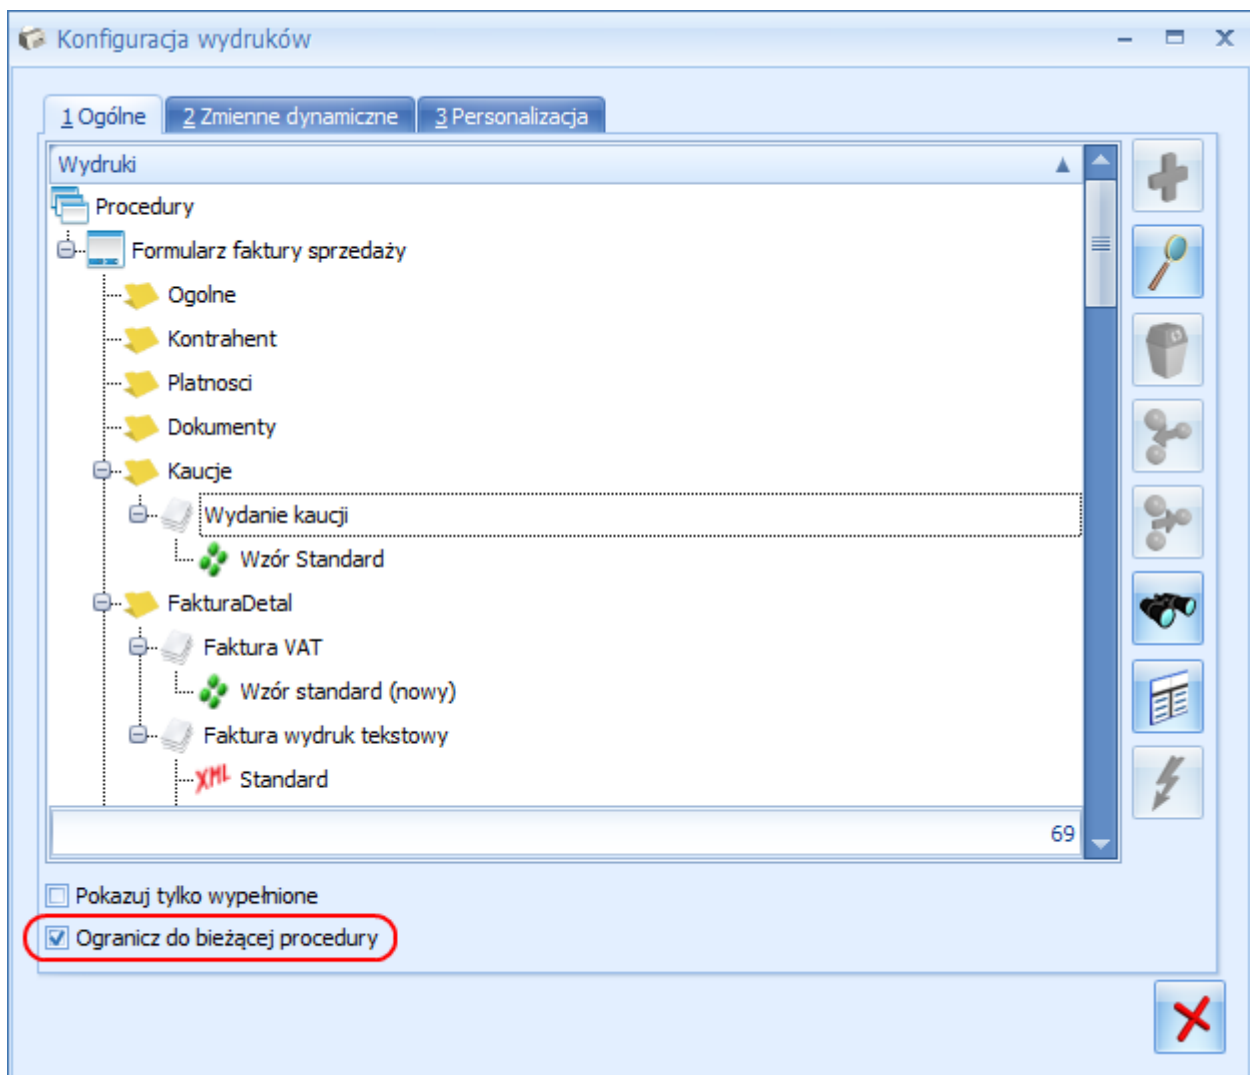 Konfiguracja wydruków
1 Ogólne 2 Zmienne dynamiczne 3 Personalizacja
Wydruki
Procedury
Formularz faktury sprzedaży
Ogolne
Kontrahent
Platnosci
Dokumenty
Kaucje
Wydanie kaucji
Wzór Standard
FakturaDetal
Faktura VAT
Wzór standard (nowy)
Faktura wydruk tekstowy
XML Standard
69
Pokazuj tylko wypełnione
Ogranicz do bieżącej procedury